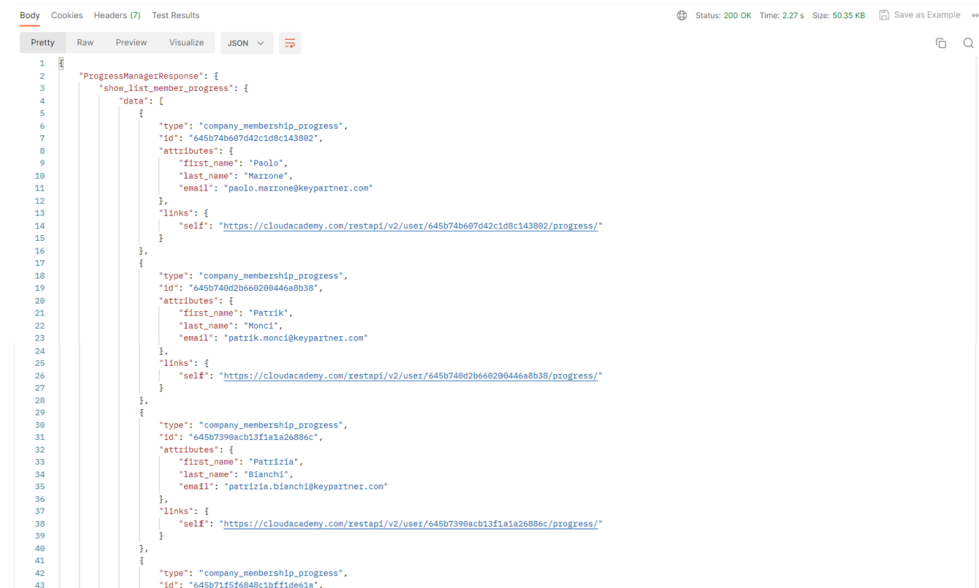 Body Cookies Headers (7) Test Results Status: 200 OK Time: 2.27 s Size: 50.35 KB Save as Example
Pretty Raw Preview Visualize JSON
1 {
2 "ProgressManagerResponse": {
3 "show_list_member_progress": {
4 "data": [
5 {
6 "type": "company_membership_progress",
7 "id": "645b74b607d42c1d8c143802",
8 "attributes": {
9 "first_name": "Paolo",
10 "last_name": "Marrone",
11 "email": "paolo.marrone@keypartner.com"
12 },
13 "links": {
14 "self": "https://cloudacademy.com/restapi/v2/user/645b74b607d42c1d8c143802/progress/"
15 }
16 },
17 {
18 "type": "company_membership_progress",
19 "id": "645b740d2b660200446a8b38",
20 "attributes": {
21 "first_name": "Patrik",
22 "last_name": "Monci",
23 "email": "patrik.monci@keypartner.com"
24 },
25 "links": {
26 "self": "https://cloudacademy.com/restapi/v2/user/645b740d2b660200446a8b38/progress/"
27 }
28 },
29 {
30 "type": "company_membership_progress",
31 "id": "645b7390acb13f1a1a26886c",
32 "attributes": {
33 "first_name": "Patrizia",
34 "last_name": "Bianchi",
35 "email": "patrizia.bianchi@keypartner.com"
36 },
37 "links": {
38 "self": "https://cloudacademy.com/restapi/v2/user/645b7390acb13f1a1a26886c/progress/"
39 }
40 },
41 {
42 "type": "company_membership_progress",
43 "id": "645b71f5f6848c1bff1de61a",